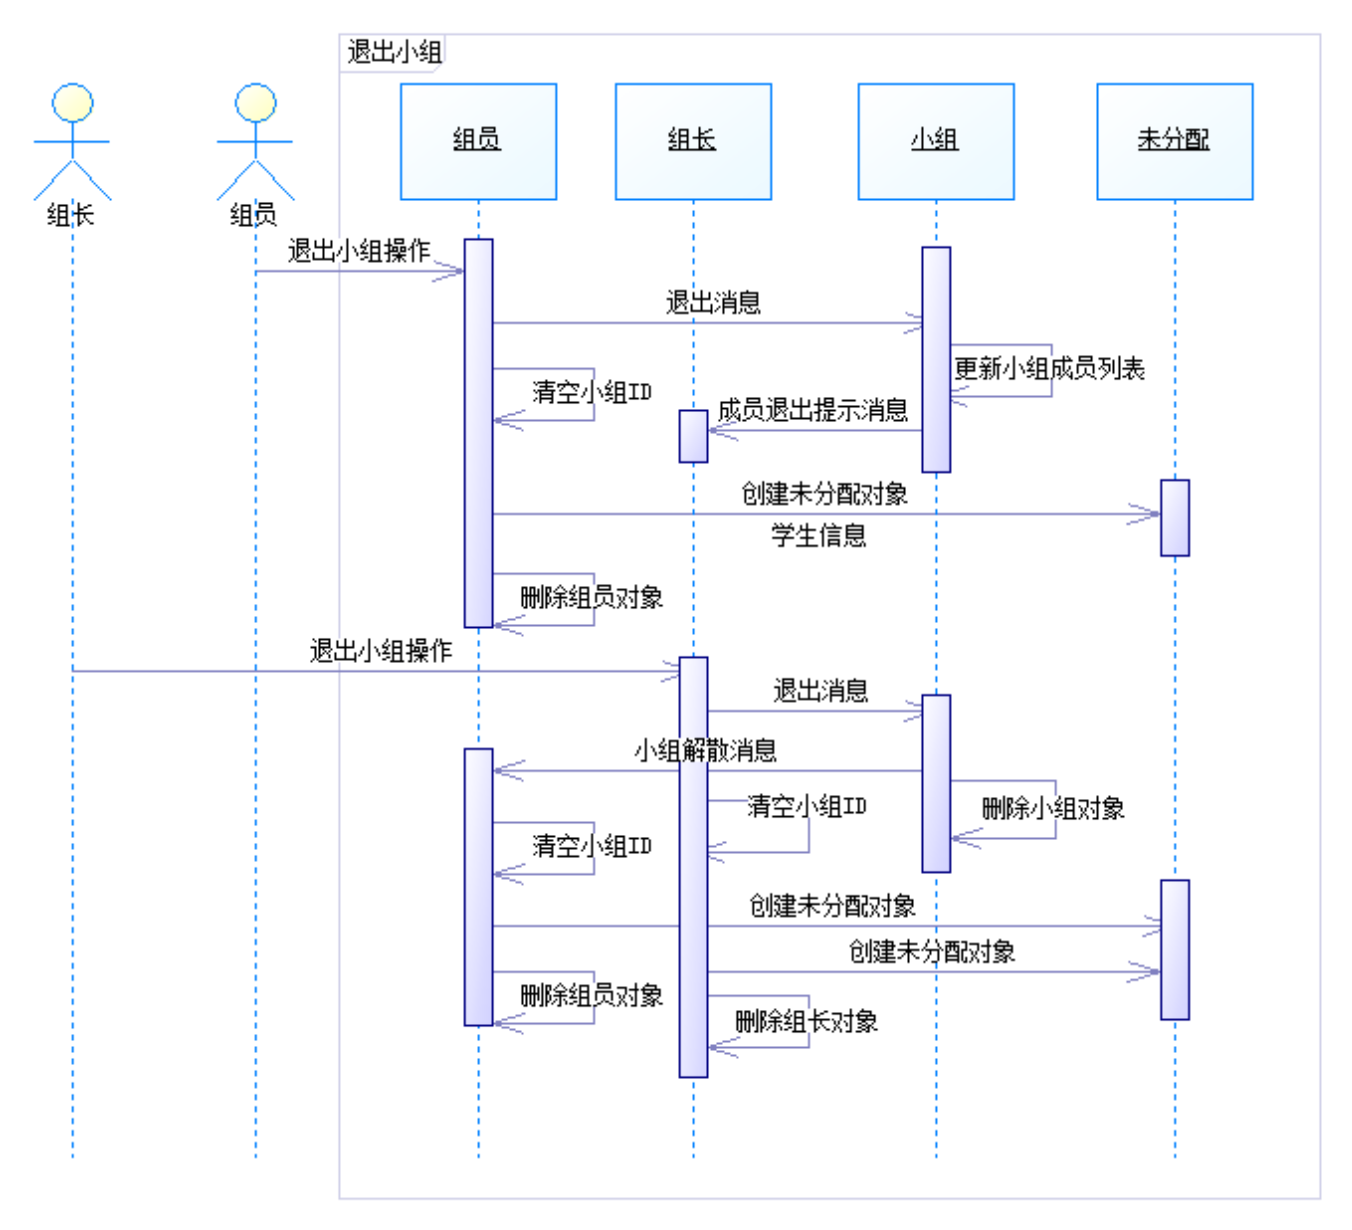 退出小组
组长
组员
组员
组长
小组
未分配
退出小组操作
退出消息
更新小组成员列表
清空小组ID
成员退出提示消息
创建未分配对象
学生信息
删除组员对象
退出小组操作
退出消息
小组解散消息
清空小组ID
删除小组对象
清空小组ID
创建未分配对象
创建未分配对象
删除组员对象
删除组长对象